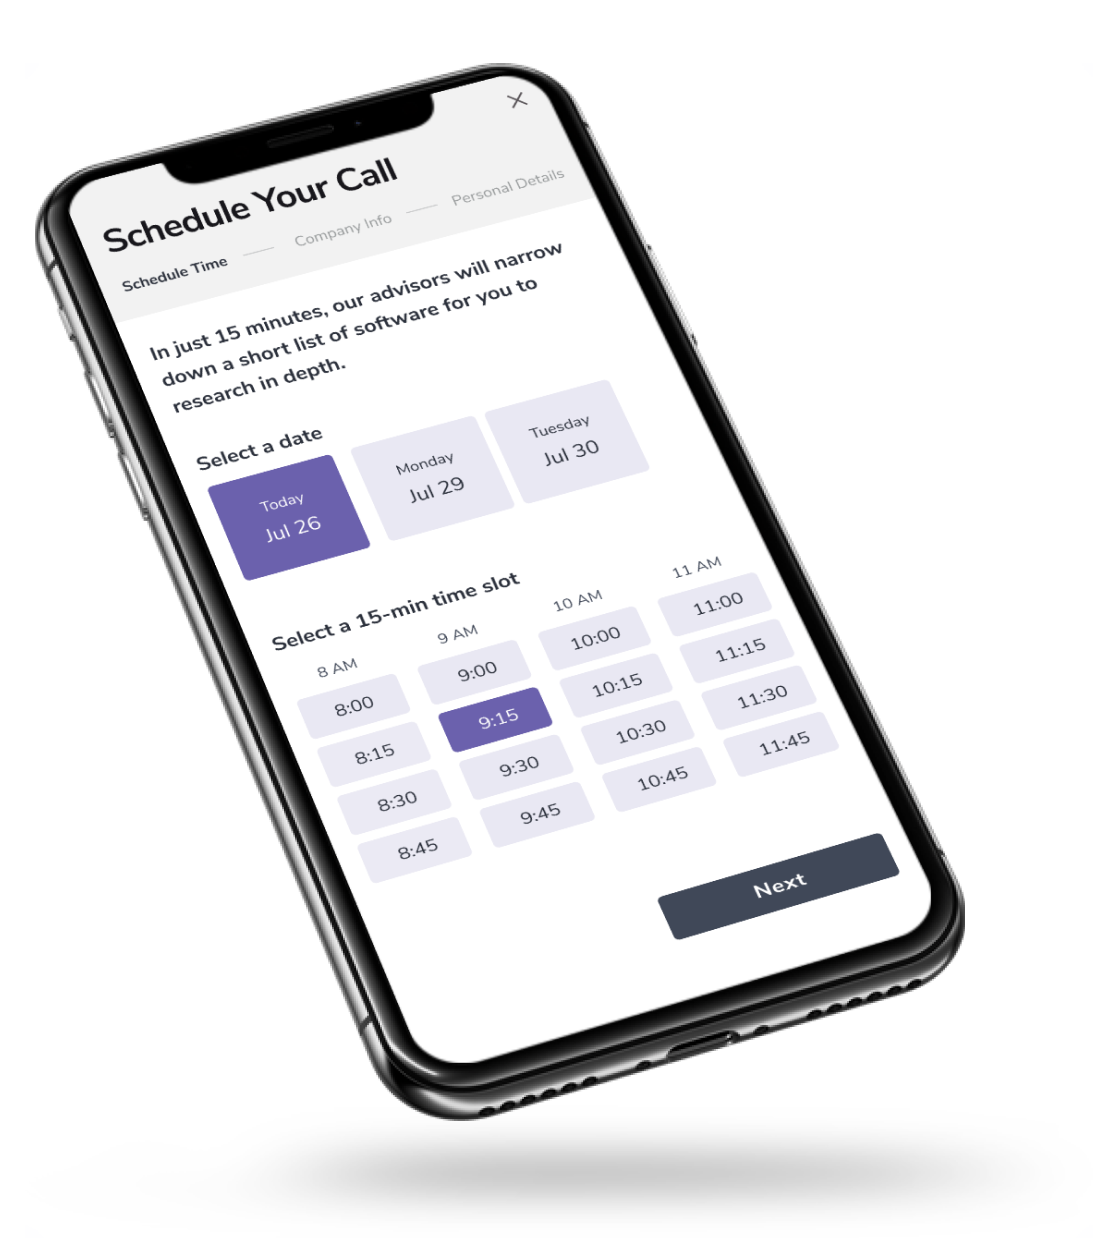 Schedule Your Call
Schedule Time — Company Info — Personal Details
In just 15 minutes, our advisors will narrow
down a short list of software for you to
research in depth.
Select a date
Today
Jul 26
Monday
Jul 29
Tuesday
Jul 30
Select a 15-min time slot
8 AM 9 AM 10 AM 11 AM
8:00 9:00 10:00 11:00
8:15 9:15 10:15 11:15
8:30 9:30 10:30 11:30
8:45 9:45 10:45 11:45
Next